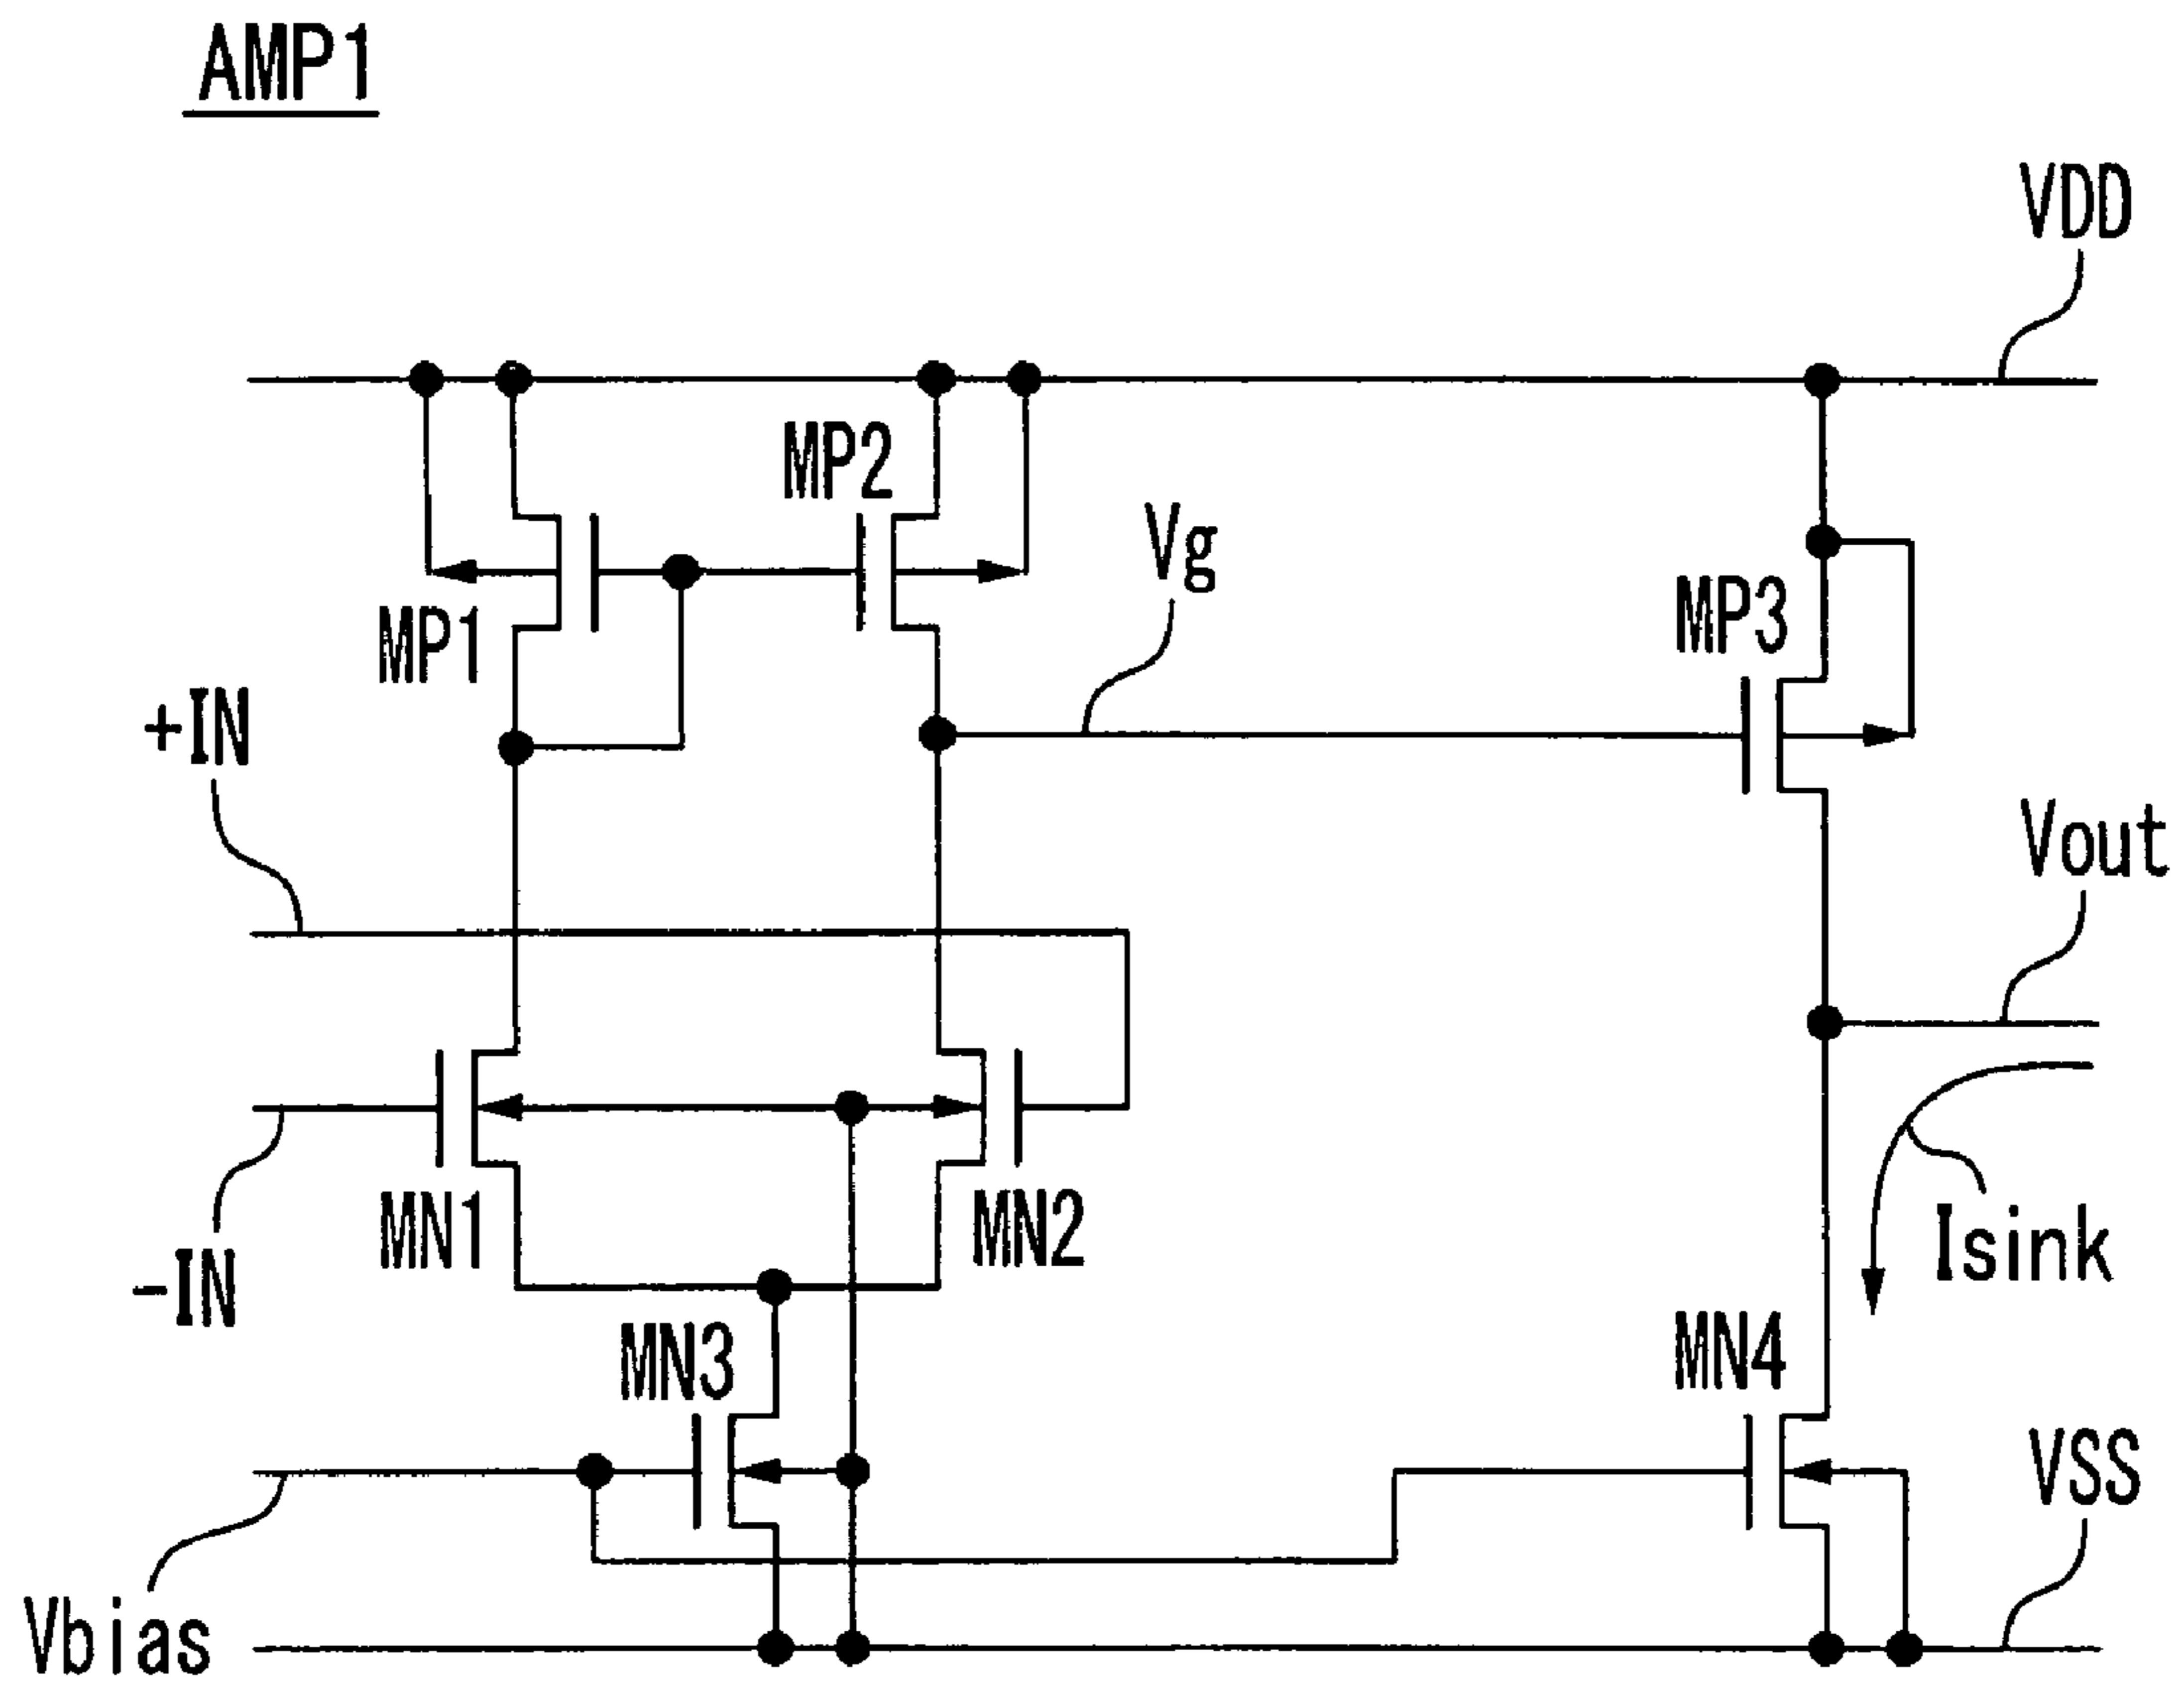 AMP1
VDD
MP2
Vg
MP3
MP1
+IN
Vout
MN1
MN2
-IN
Isink
MN3
MN4
VSS
Vbias